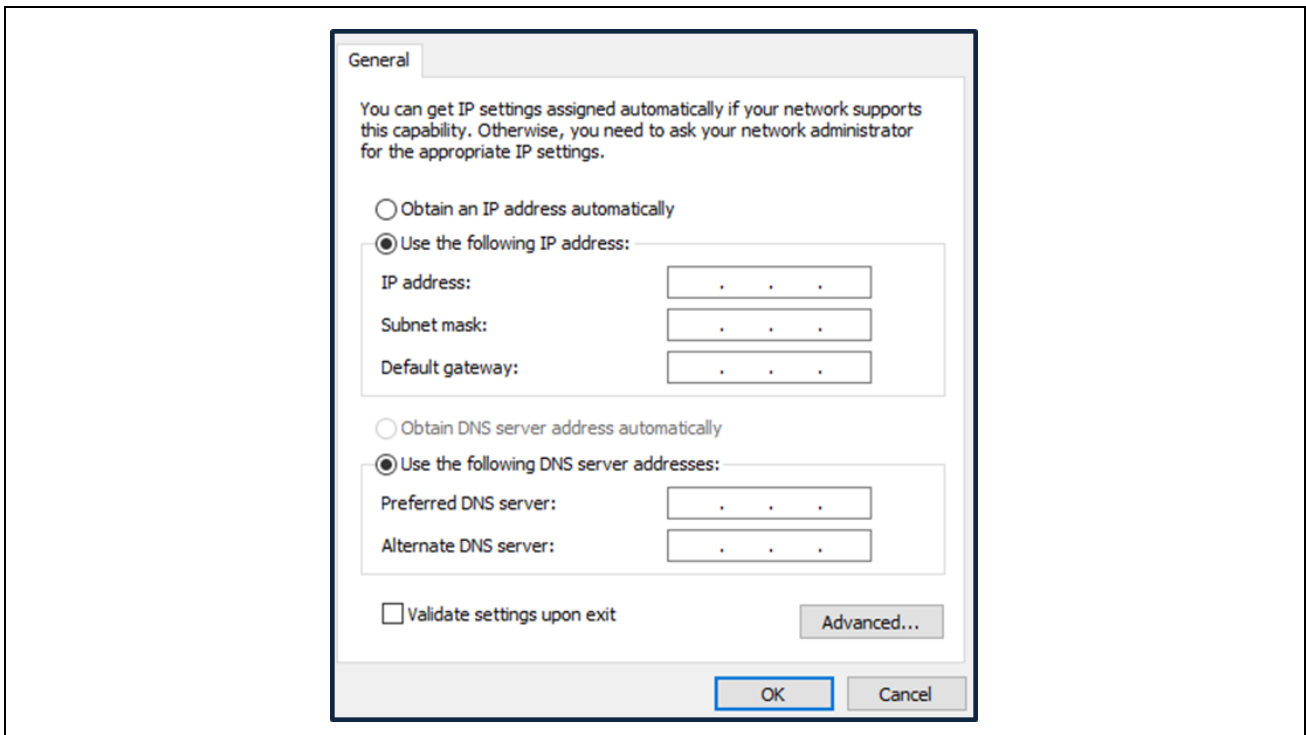 General
You can get IP settings assigned automatically if your network supports
this capability. Otherwise, you need to ask your network administrator
for the appropriate IP settings.
Obtain an IP address automatically
Use the following IP address:
IP address: . . .
Subnet mask: . . .
Default gateway: . . .
Obtain DNS server address automatically
Use the following DNS server addresses:
Preferred DNS server: . . .
Alternate DNS server: . . .
Validate settings upon exit
Advanced...
OK Cancel